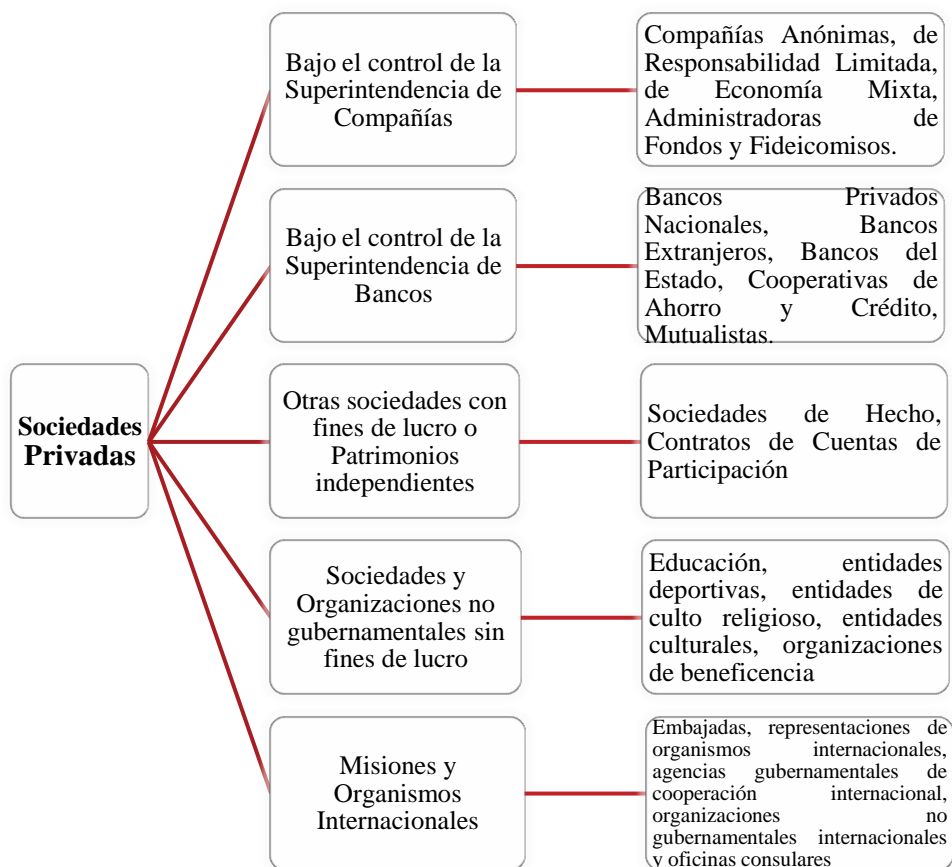 Sociedades
Privadas
Bajo el control de la
Superintendencia de
Compañías
Compañías Anónimas, de
Responsabilidad Limitada,
de Economía Mixta,
Administradoras de
Fondos y Fideicomisos.
Bajo el control de la
Superintendencia de
Bancos
Bancos Privados
Nacionales, Bancos
Extranjeros, Bancos del
Estado, Cooperativas de
Ahorro y Crédito,
Mutualistas.
Otras sociedades con
fines de lucro o
Patrimonios
independientes
Sociedades de Hecho,
Contratos de Cuentas de
Participación
Sociedades y
Organizaciones no
gubernamentales sin
fines de lucro
Educación, entidades
deportivas, entidades de
culto religioso, entidades
culturales, organizaciones
de beneficencia
Misiones y
Organismos
Internacionales
Embajadas, representaciones de
organismos internacionales,
agencias gubernamentales de
cooperación internacional,
organizaciones no
gubernamentales internacionales
y oficinas consulares